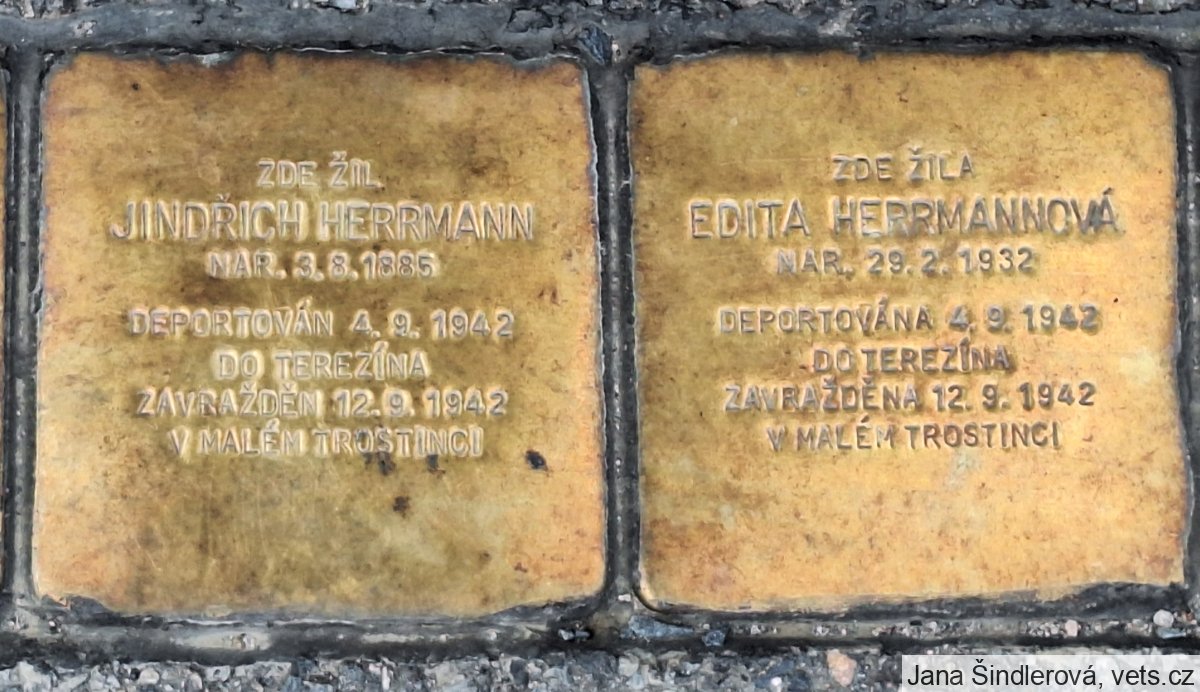 ZDE ŽIL
JINDŘICH HERRMANN
NAR. 3.8.1885
DEPORTOVÁN 4.9.1942
DO TEREZÍNA
ZAVRAŽDĚN 12.9.1942
V MALÉM TROSTINCI
ZDE ŽILA
EDITA HERRMANNOVÁ
NAR. 29.2.1932
DEPORTOVÁNA 4.9.1942
DO TEREZÍNA
ZAVRAŽDĚNA 12.9.1942
V MALÉM TROSTINCI
Jana Šindlerová, vets.cz